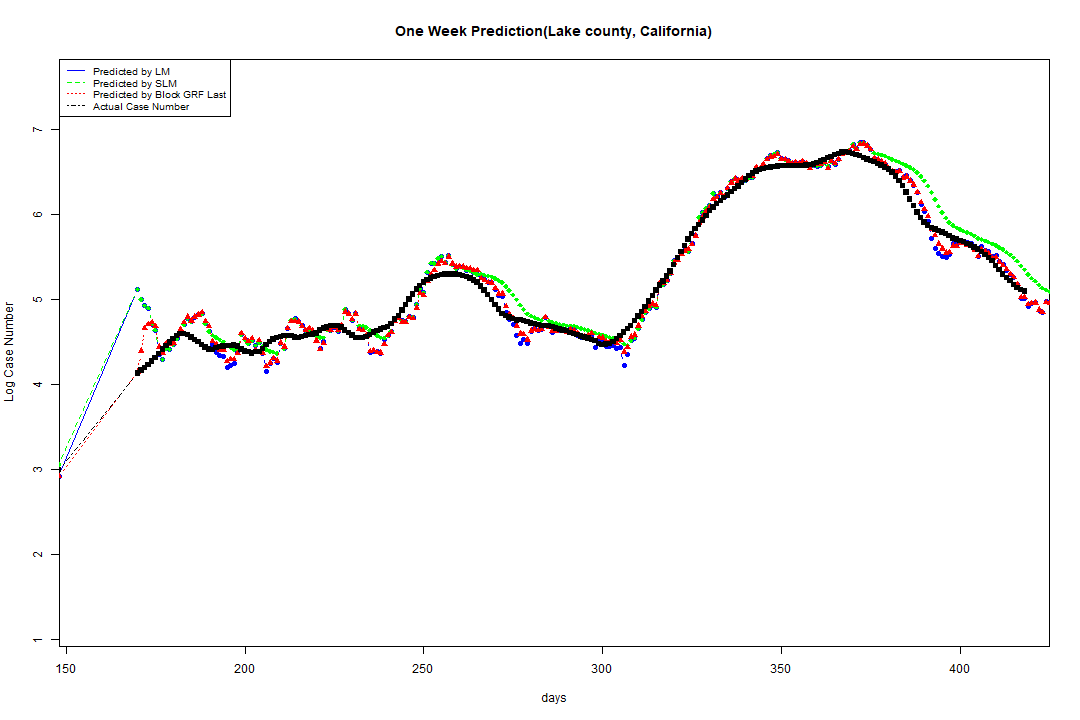 One Week Prediction(Lake county, California)
Predicted by LM
Predicted by SLM
Predicted by Block GRF Last
Actual Case Number
Log Case Number
7
6
5
4
3
2
1
150 200 250 300 350 400
days